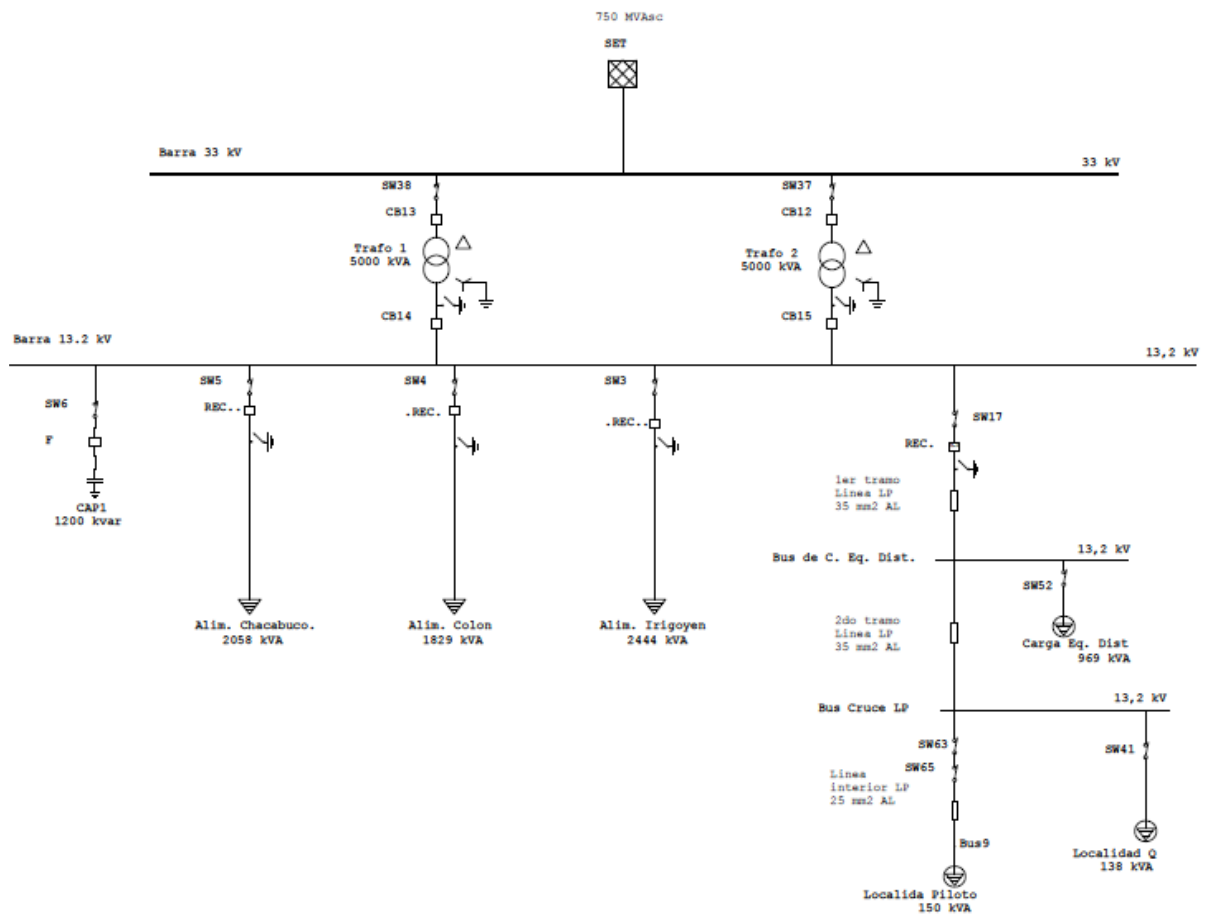 750 MVAsc
SET
Barra 33 kV
33 kV
SW38
SW37
CB13
CB12
Trafo 1
5000 kVA
Trafo 2
5000 kVA
CB14
CB15
Barra 13.2 kV
13,2 kV
SW6
F
CAP1
1200 kvar
SW5
REC..
SW4
.REC.
SW3
.REC..
SW17
REC.
1er tramo
Linea LP
35 mm2 AL
Bus de C. Eq. Dist.
13,2 kV
SW52
Alim. Chacabuco.
2058 kVA
Alim. Colon
1829 kVA
Alim. Irigoyen
2444 kVA
2do tramo
Linea LP
35 mm2 AL
Carga Eq. Dist
969 kVA
Bus Cruce LP
13,2 kV
SW63
SW65
SW41
Linea
interior LP
25 mm2 AL
Bus9
Localidad Q
138 kVA
Localida Piloto
150 kVA